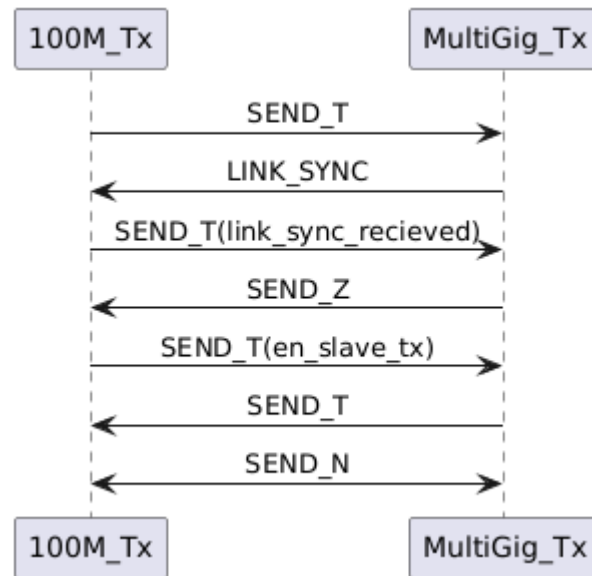 100M_Tx MultiGig_Tx
SEND_T
LINK_SYNC
SEND_T(link_sync_recieved)
SEND_Z
SEND_T(en_slave_tx)
SEND_T
SEND_N
100M_Tx MultiGig_Tx